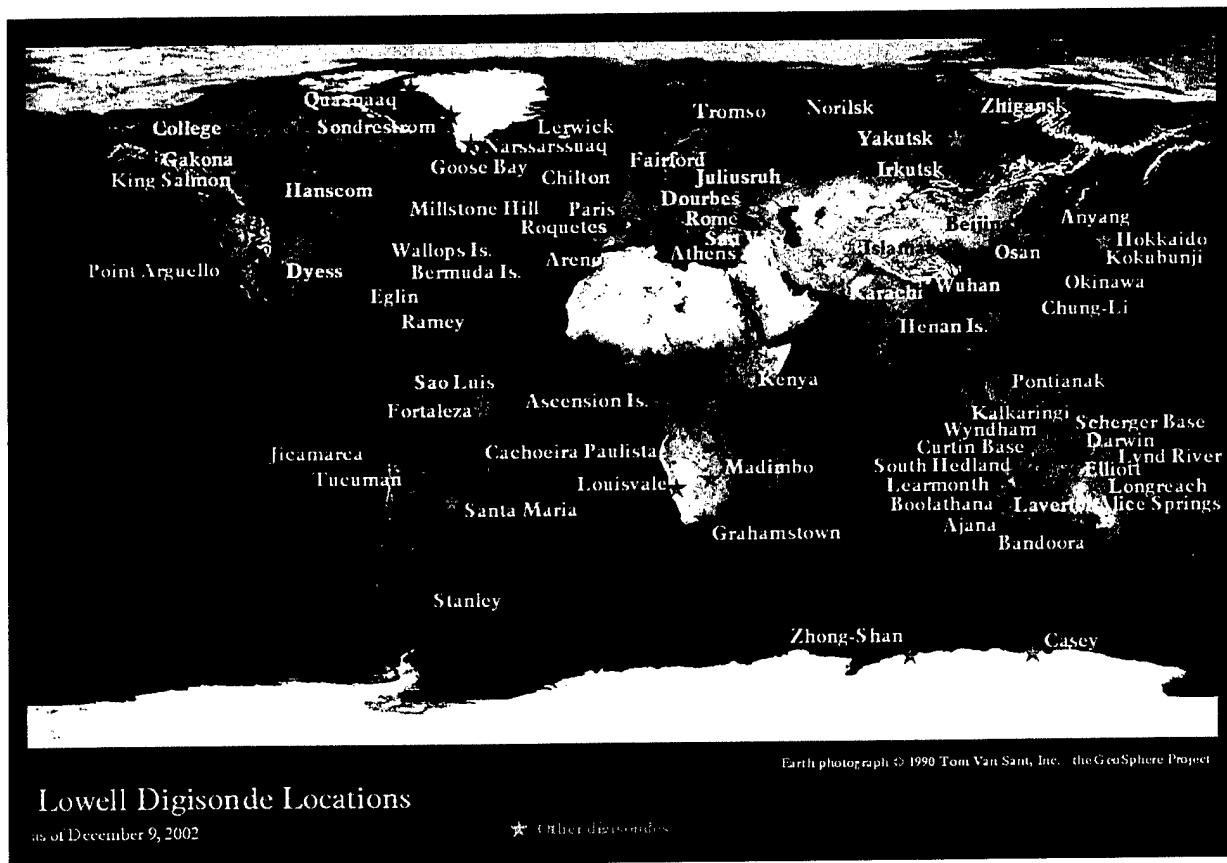 Quaanaaq
Tromso
Norilsk
Zhigansk
College
Sondrestrom
Lerwick
Yakutsk
Narssarssuaq
Gakona
Goose Bay
Fairford
Irkutsk
King Salmon
Hanscom
Chilton
Juliusruh
Dourbes
Millstone Hill
Paris
Rome
Anyang
Roquetes
San
Beijin
Hokkaido
Wallops Is.
Areno
Athens
Islama
Osan
Kokubunji
Point Arguello
Dyess
Bermuda Is.
Okinawa
Eglin
Karachi
Wuhan
Chung-Li
Ramey
Henan Is.
Sao Luis
Kenya
Pontianak
Fortaleza
Ascension Is.
Kalkaringi
Scherger Base
Wyndham
Darwin
Jicamarca
Cachoeira Paulista
Curtin Base
Lynd River
Tucuman
Madimbo
South Hedland
Elliott
Louisvale
Learmonth
Longreach
Santa Maria
Boolathana
Laverton
Alice Springs
Grahamstown
Ajana
Bandoora
Stanley
Zhong-Shan
Casey
Earth photograph © 1990 Tom Van Sant, Inc. the GeoSphere Project
Lowell Digisonde Locations
as of December 9, 2002
Other digisondes